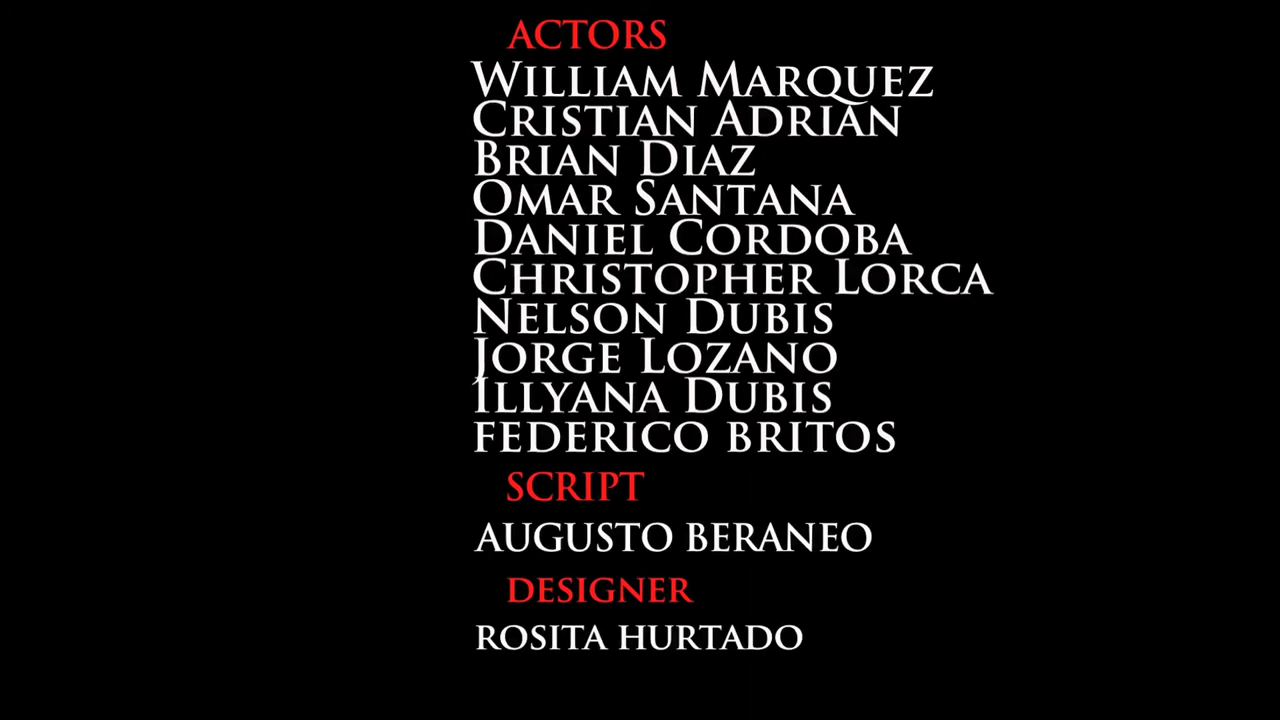 ACTORS
WILLIAM MARQUEZ
CRISTIAN ADRIAN
BRIAN DIAZ
OMAR SANTANA
DANIEL CORDOBA
CHRISTOPHER LORCA
NELSON DUBIS
JORGE LOZANO
ILLYANA DUBIS
FEDERICO BRITOS
SCRIPT
AUGUSTO BERANEO
DESIGNER
ROSITA HURTADO